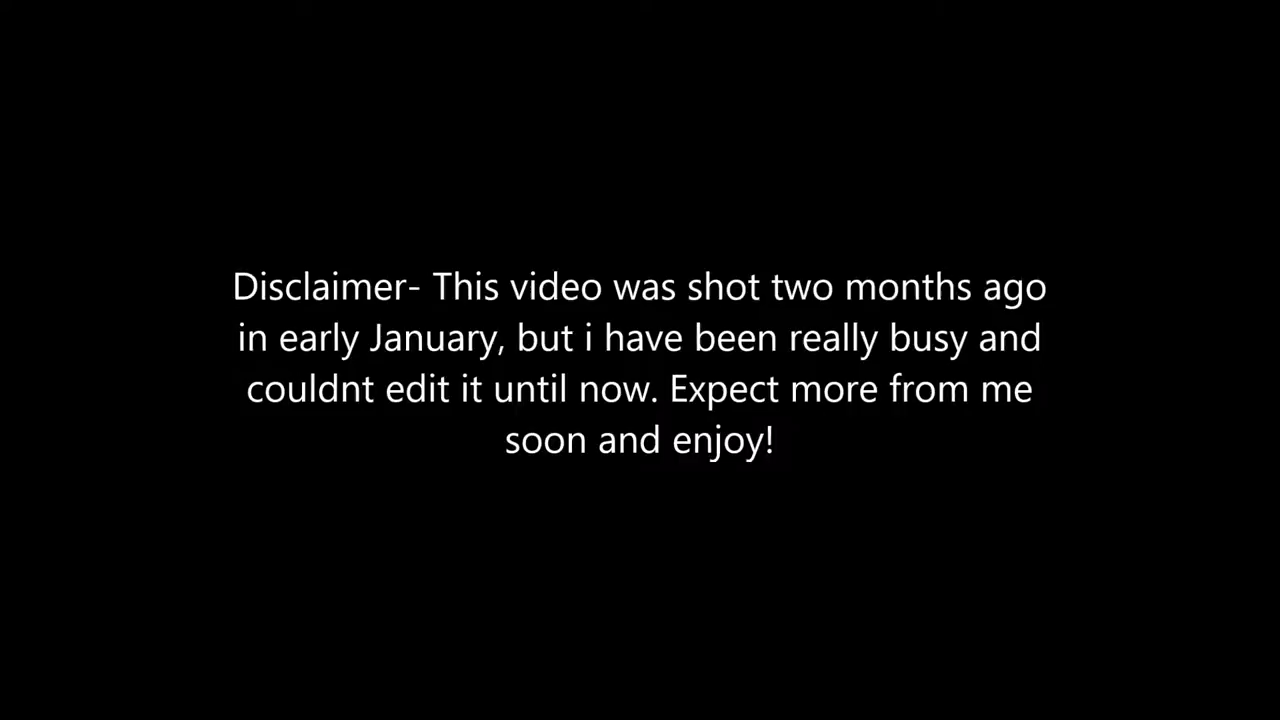 Disclaimer- This video was shot two months ago
in early January, but i have been really busy and
couldnt edit it until now. Expect more from me
soon and enjoy!